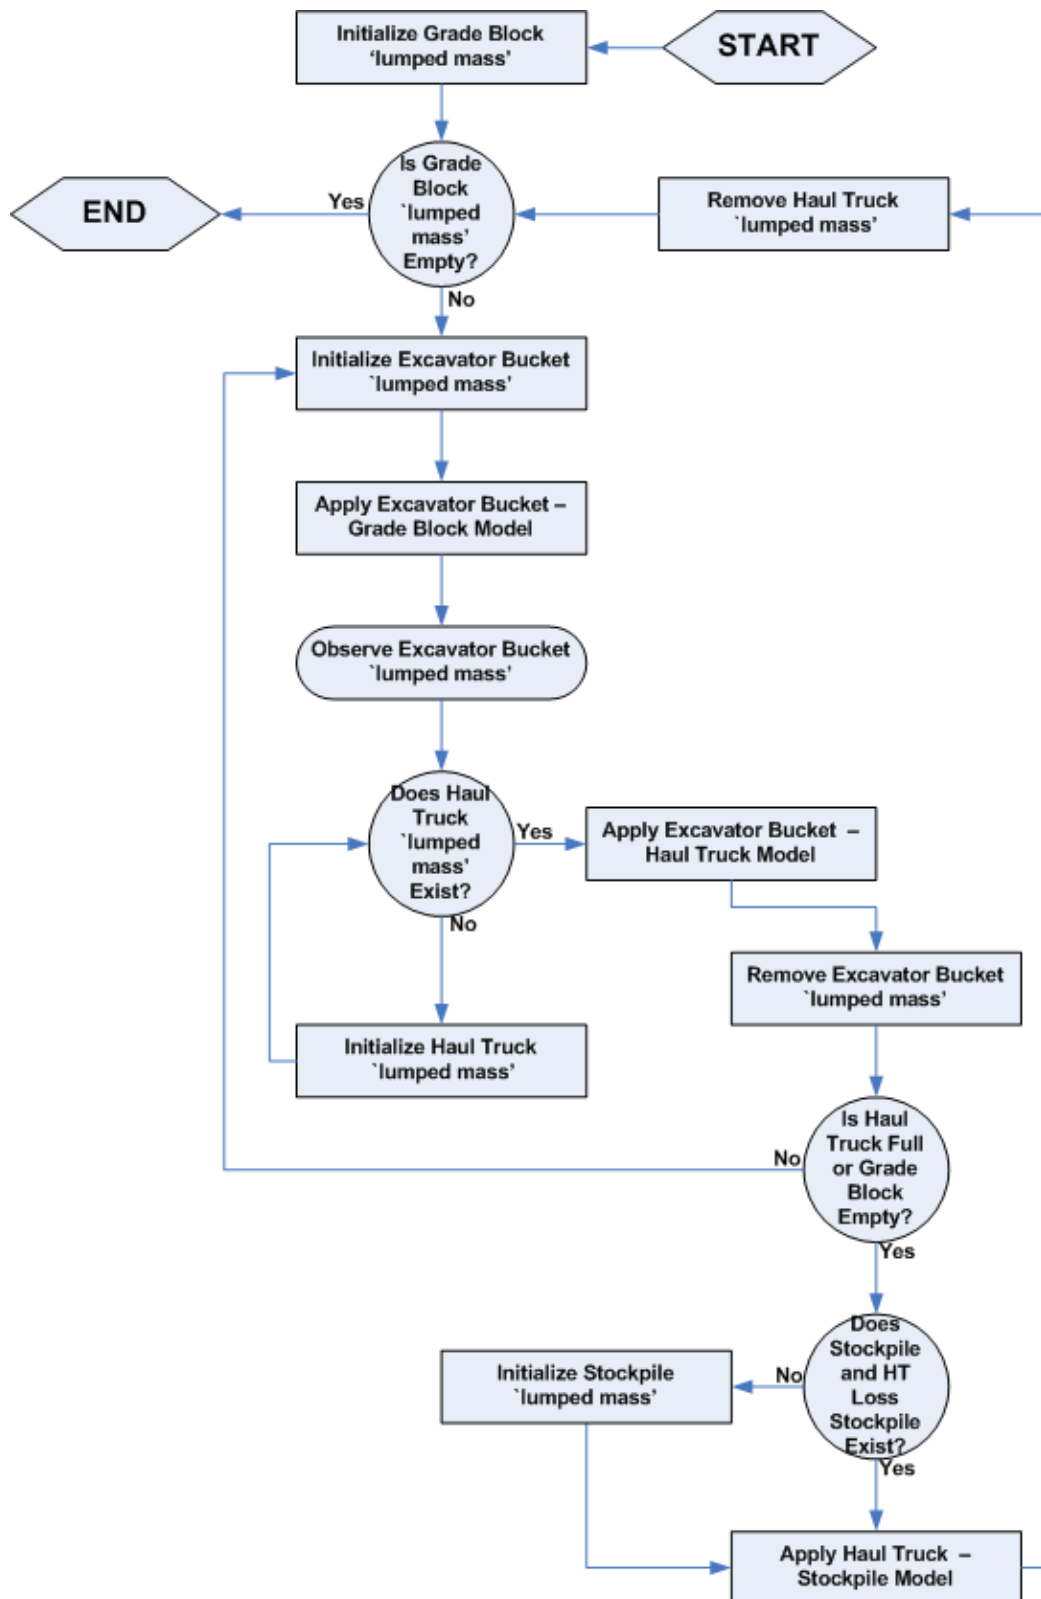 Initialize Grade Block
‘lumped mass’
START
Is Grade
Block
`lumped
mass’
Empty?
Yes
END
Remove Haul Truck
`lumped mass’
No
Initialize Excavator Bucket
`lumped mass’
Apply Excavator Bucket –
Grade Block Model
Observe Excavator Bucket
`lumped mass’
Does Haul
Truck
`lumped
mass’
Exist?
Yes
Apply Excavator Bucket –
Haul Truck Model
No
Remove Excavator Bucket
`lumped mass’
Initialize Haul Truck
`lumped mass’
Is Haul
Truck Full
or Grade
Block
Empty?
No
Yes
Does
Stockpile
and HT
Loss
Stockpile
Exist?
No
Initialize Stockpile
`lumped mass’
Yes
Apply Haul Truck –
Stockpile Model